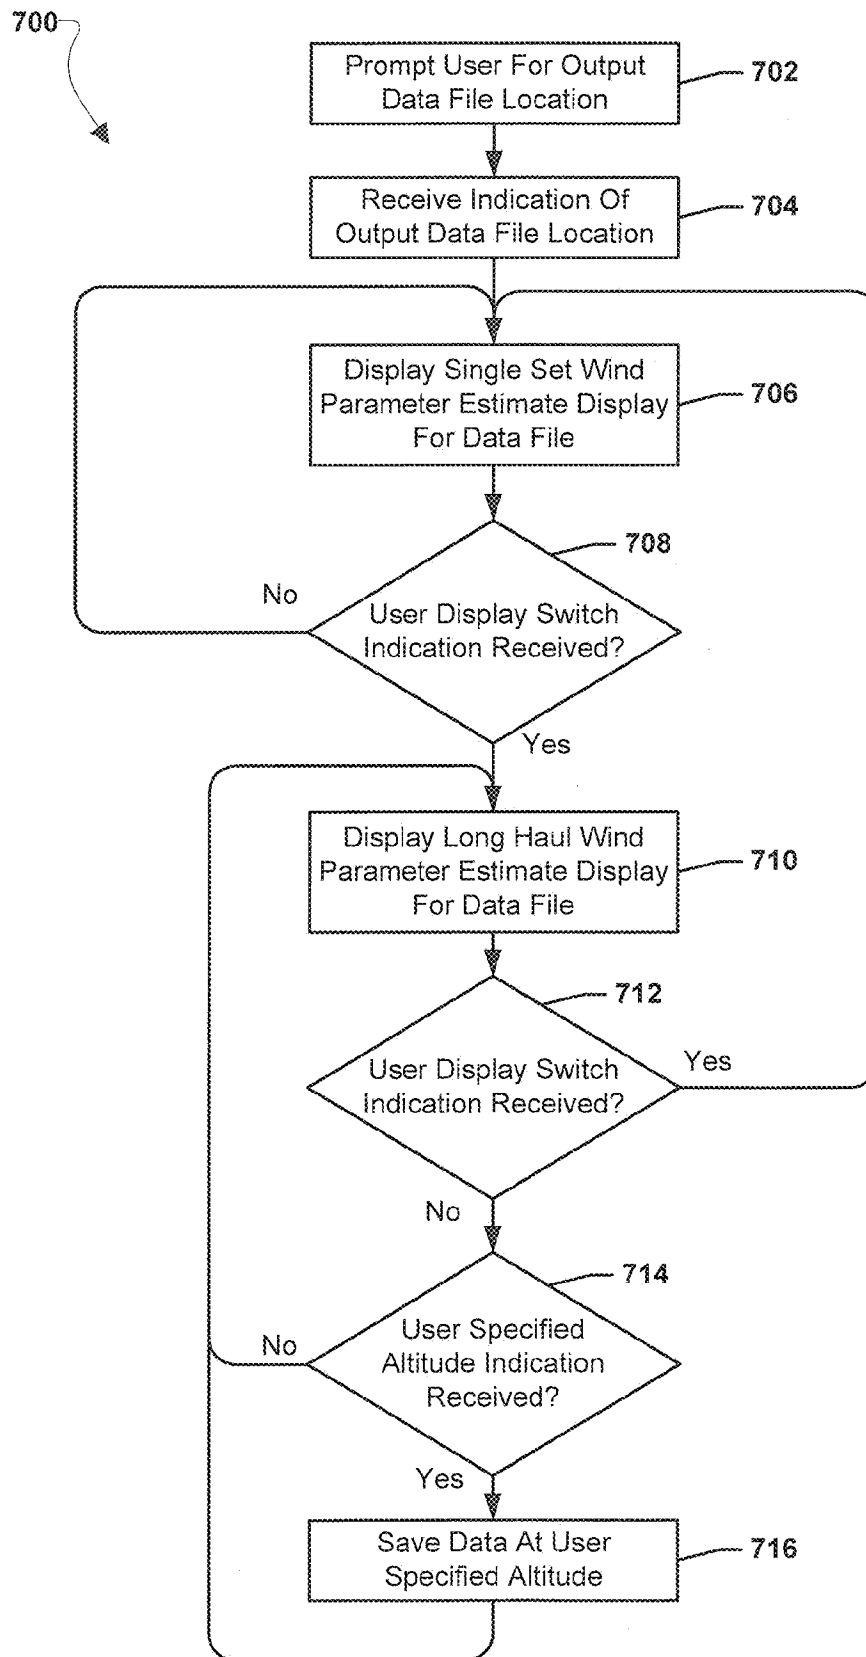 700
Prompt User For Output
Data File Location
702
Receive Indication Of
Output Data File Location
704
Display Single Set Wind
Parameter Estimate Display
For Data File
706
708
No
User Display Switch
Indication Received?
Yes
Display Long Haul Wind
Parameter Estimate Display
For Data File
710
712
User Display Switch
Indication Received?
Yes
No
714
No
User Specified
Altitude Indication
Received?
Yes
Save Data At User
Specified Altitude
716